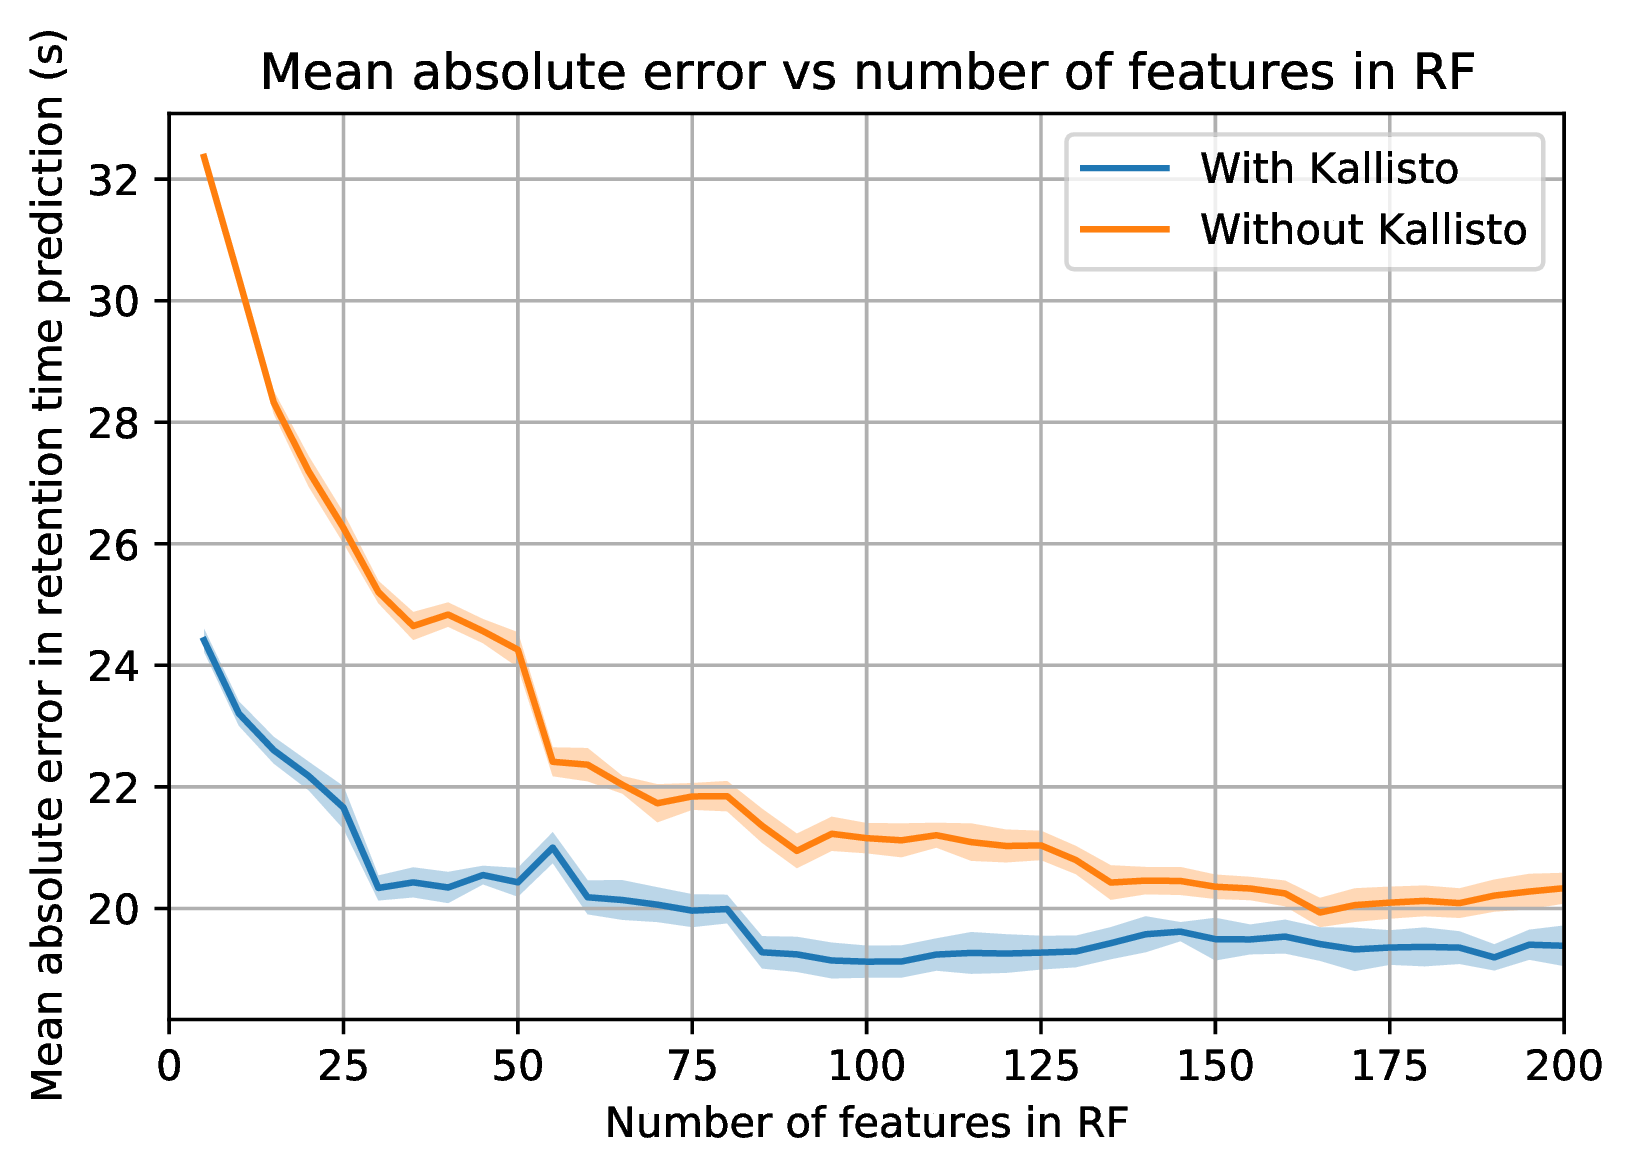 Mean absolute error vs number of features in RF
Mean absolute error in retention time prediction (s)
With Kallisto
Without Kallisto
32
30
28
26
24
22
20
0 25 50 75 100 125 150 175 200
Number of features in RF